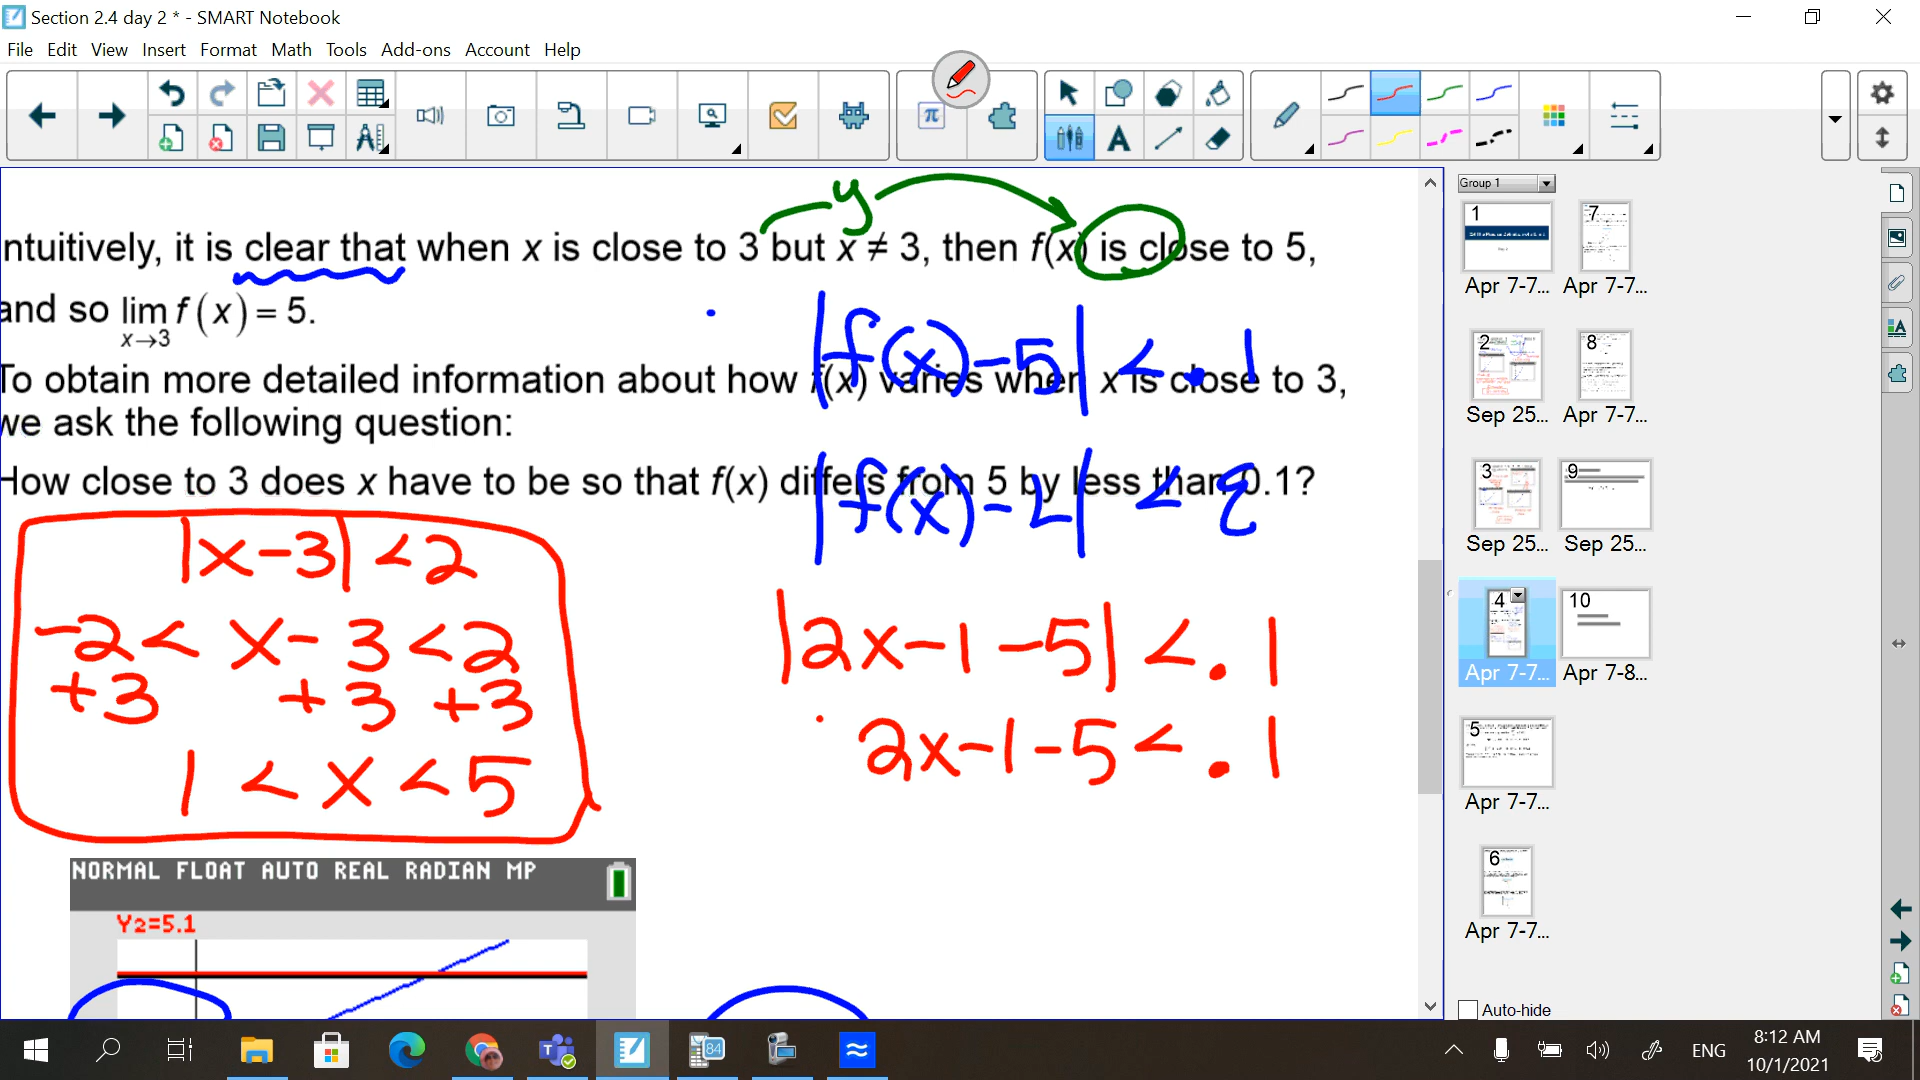 Section 2.4 day 2 * - SMART Notebook
File Edit View Insert Format Math Tools Add-ons Account Help
y
ntuitively, it is clear that when x is close to 3 but x ≠ 3, then f(x) is close to 5,
and so lim x→3 f(x) = 5.
|f(x)-5| < .1
To obtain more detailed information about how f(x) varies when x is close to 3,
we ask the following question:
How close to 3 does x have to be so that f(x) differs from 5 by less than 0.1?
|f(x)-L| < ε
|x-3| <2
-2 < x-3 <2
+3 +3 +3
1 < x < 5
|2x-1-5| < .1
2x-1-5 < .1
NORMAL FLOAT AUTO REAL RADIAN MP
Y2=5.1
Group 1
1
Apr 7-7...
7
Apr 7-7...
2
Sep 25...
8
Apr 7-7...
3
Sep 25...
9
Sep 25...
4
Apr 7-7...
10
Apr 7-8...
5
Apr 7-7...
6
Apr 7-7...
Auto-hide
84
ENG
8:12 AM
10/1/2021